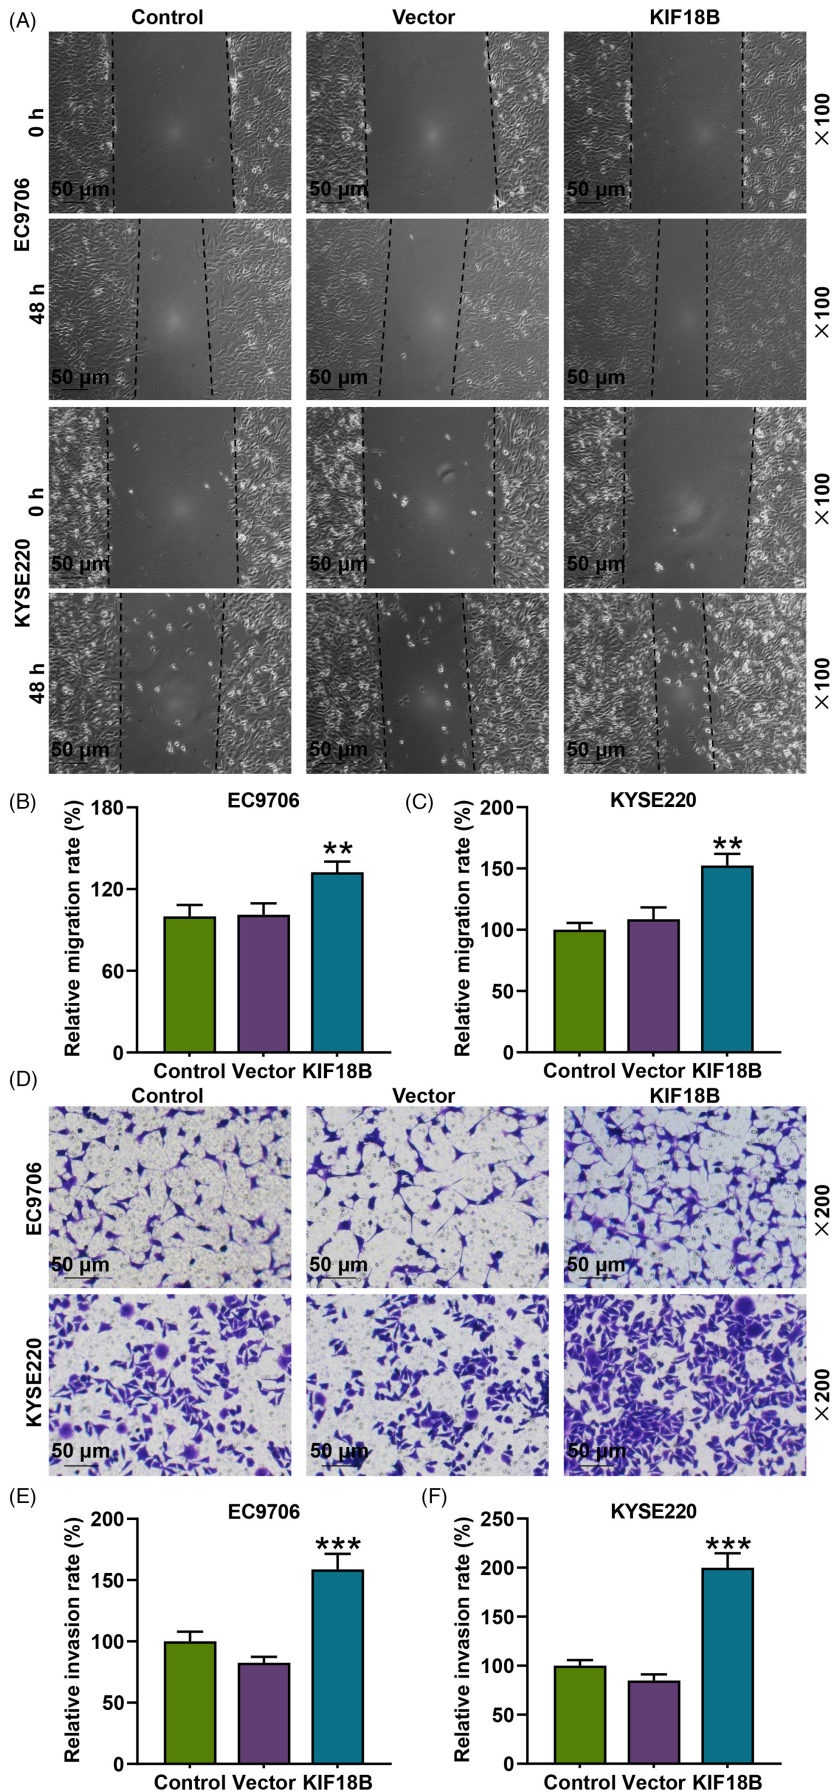 (A)
Control Vector KIF18B
EC9706
0 h
50 µm 50 µm 50 µm
×100
48 h
50 µm 50 µm 50 µm
×100
KYSE220
0 h
50 µm 50 µm 50 µm
×100
48 h
50 µm 50 µm 50 µm
×100
(B)
EC9706
Relative migration rate (%)
180
120
60
0
**
Control Vector KIF18B
(C)
KYSE220
Relative migration rate (%)
200
150
100
50
0
**
Control Vector KIF18B
(D)
Control Vector KIF18B
EC9706
50 µm 50 µm 50 µm
×200
KYSE220
50 µm 50 µm 50 µm
×200
(E)
EC9706
Relative invasion rate (%)
200
150
100
50
0
***
Control Vector KIF18B
(F)
KYSE220
Relative invasion rate (%)
250
200
150
100
50
0
***
Control Vector KIF18B